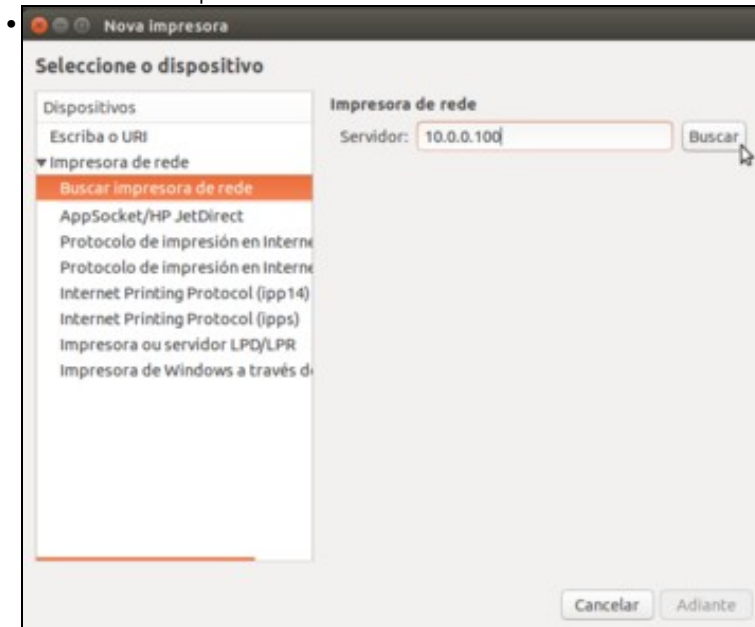 Nova impresora
Seleccione o dispositivo
Dispositivos
Escriba o URI
Impresora de rede
Buscar impresora de rede
AppSocket/HP JetDirect
Protocolo de impresión en Interne
Protocolo de impresión en Interne
Internet Printing Protocol (ipp14)
Internet Printing Protocol (ipps)
Impresora ou servidor LPD/LPR
Impresora de Windows a través d
Impresora de rede
Servidor: 10.0.0.100 Buscar
Cancelar Adiante